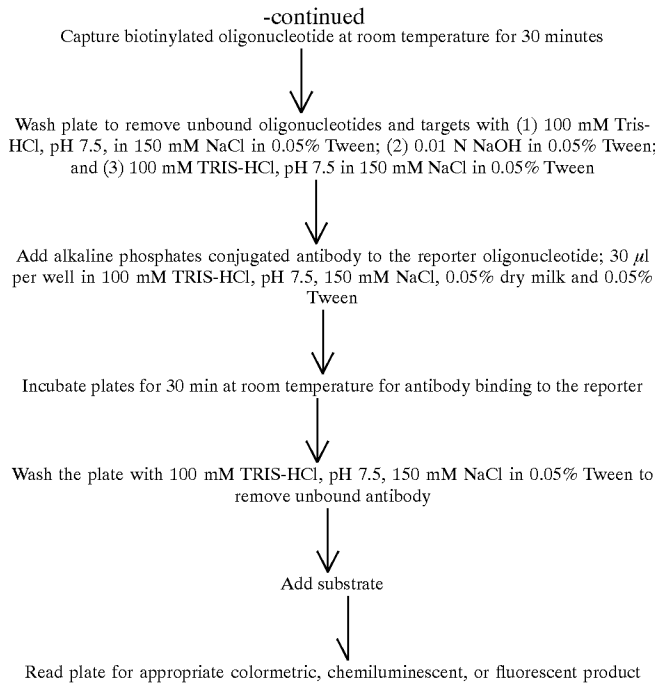 -continued
Capture biotinylated oligonucleotide at room temperature for 30 minutes
Wash plate to remove unbound oligonucleotides and targets with (1) 100 mM Tris-
HCl, pH 7.5, in 150 mM NaCl in 0.05% Tween; (2) 0.01 N NaOH in 0.05% Tween;
and (3) 100 mM TRIS-HCl, pH 7.5 in 150 mM NaCl in 0.05% Tween
Add alkaline phosphates conjugated antibody to the reporter oligonucleotide; 30 μl
per well in 100 mM TRIS-HCl, pH 7.5, 150 mM NaCl, 0.05% dry milk and 0.05%
Tween
Incubate plates for 30 min at room temperature for antibody binding to the reporter
Wash the plate with 100 mM TRIS-HCl, pH 7.5, 150 mM NaCl in 0.05% Tween to
remove unbound antibody
Add substrate
Read plate for appropriate colormetric, chemiluminescent, or fluorescent product